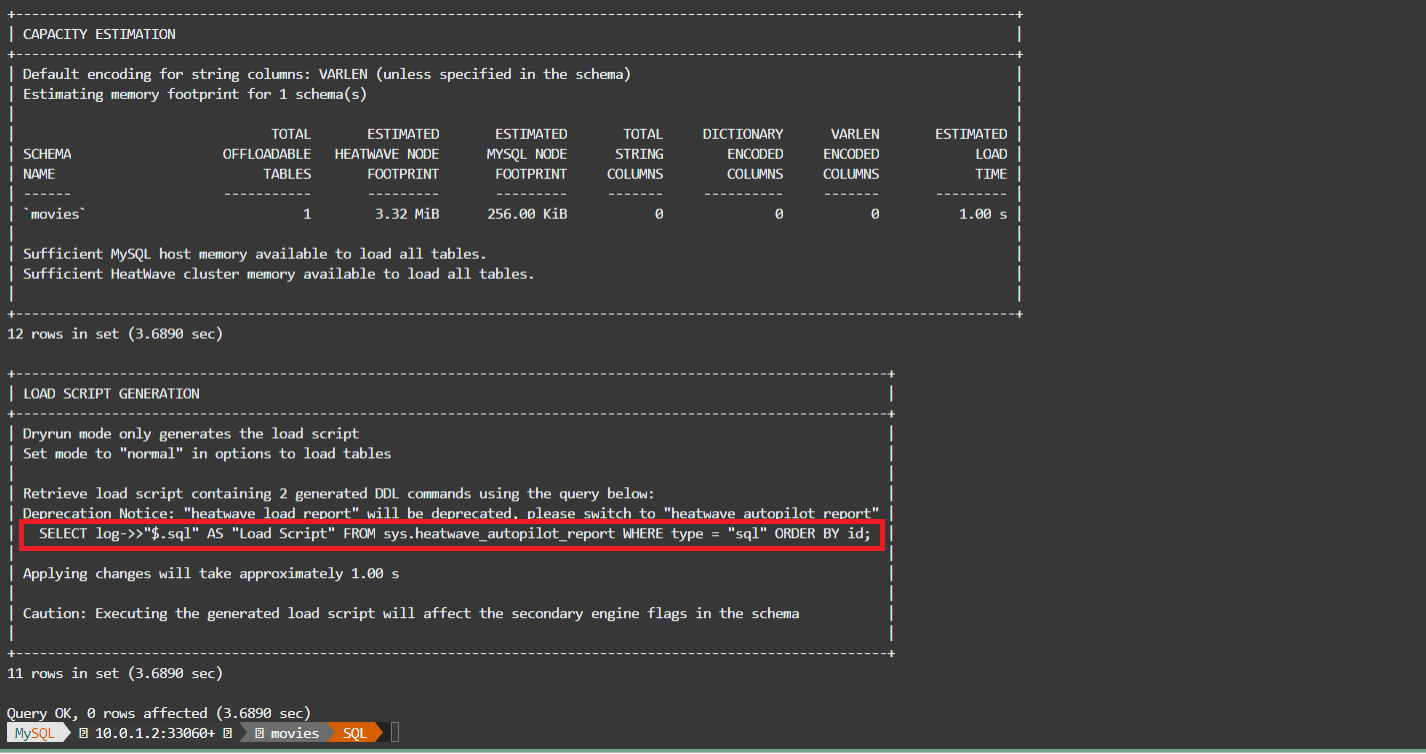 CAPACITY ESTIMATION
Default encoding for string columns: VARLEN (unless specified in the schema)
Estimating memory footprint for 1 schema(s)
TOTAL ESTIMATED ESTIMATED TOTAL DICTIONARY VARLEN ESTIMATED
SCHEMA OFFLOADABLE HEATWAVE NODE MYSQL NODE STRING ENCODED ENCODED LOAD
NAME TABLES FOOTPRINT FOOTPRINT COLUMNS COLUMNS COLUMNS TIME
------ ----------- --------- --------- ------- ---------- ------- ---------
`movies` 1 3.32 MiB 256.00 KiB 0 0 0 1.00 s
Sufficient MySQL host memory available to load all tables.
Sufficient HeatWave cluster memory available to load all tables.
12 rows in set (3.6890 sec)
LOAD SCRIPT GENERATION
Dryrun mode only generates the load script
Set mode to "normal" in options to load tables
Retrieve load script containing 2 generated DDL commands using the query below:
Deprecation Notice: "heatwave_load_report" will be deprecated, please switch to "heatwave_autopilot_report"
SELECT log->>"$.sql" AS "Load Script" FROM sys.heatwave_autopilot_report WHERE type = "sql" ORDER BY id;
Applying changes will take approximately 1.00 s
Caution: Executing the generated load script will affect the secondary engine flags in the schema
11 rows in set (3.6890 sec)
Query OK, 0 rows affected (3.6890 sec)
MySQL 10.0.1.2:33060+ movies SQL